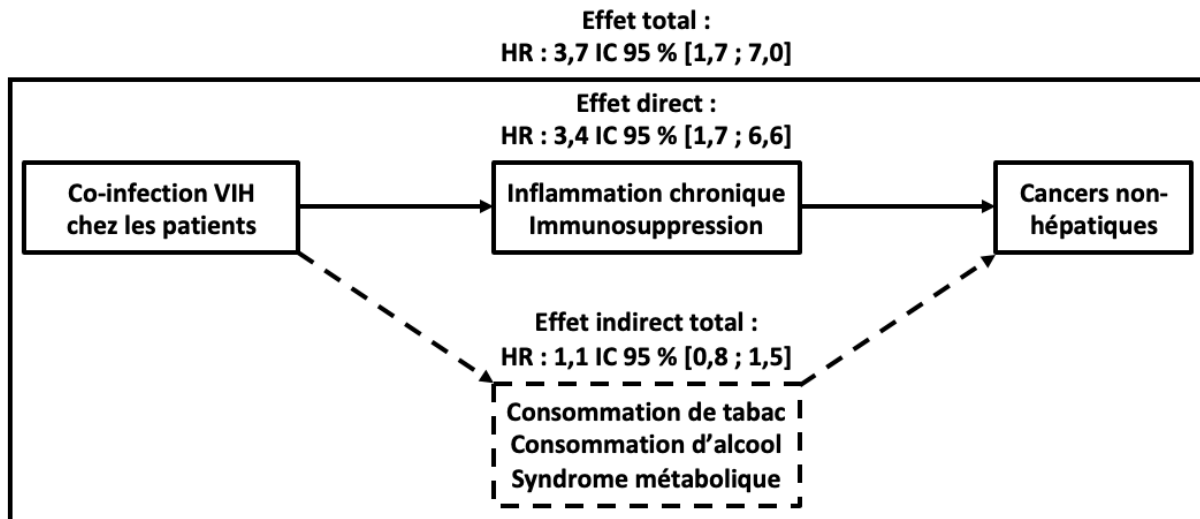 Effet total :
HR : 3,7 IC 95 % [1,7 ; 7,0]
Effet direct :
HR : 3,4 IC 95 % [1,7 ; 6,6]
Co-infection VIH
chez les patients
Inflammation chronique
Immunosuppression
Cancers non-
hépatiques
Effet indirect total :
HR : 1,1 IC 95 % [0,8 ; 1,5]
Consommation de tabac
Consommation d’alcool
Syndrome métabolique